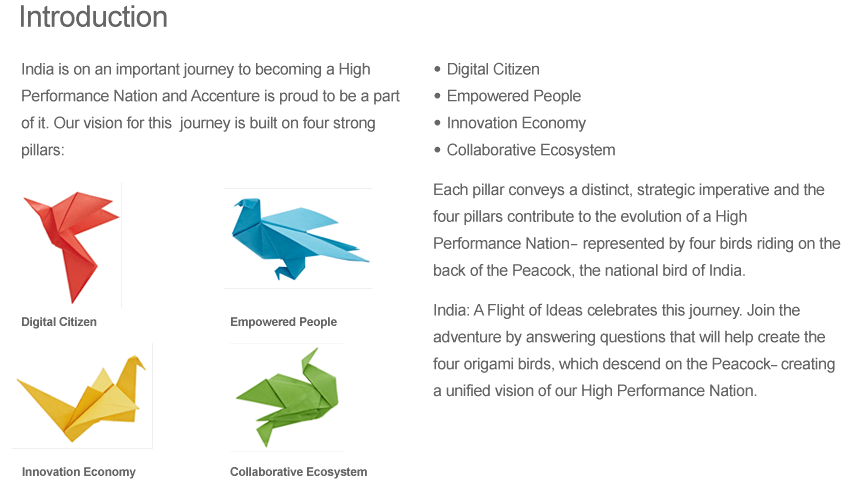 Introduction
India is on an important journey to becoming a High
Performance Nation and Accenture is proud to be a part
of it. Our vision for this journey is built on four strong
pillars:
Digital Citizen
Empowered People
Innovation Economy
Collaborative Ecosystem
• Digital Citizen
• Empowered People
• Innovation Economy
• Collaborative Ecosystem
Each pillar conveys a distinct, strategic imperative and the
four pillars contribute to the evolution of a High
Performance Nation– represented by four birds riding on the
back of the Peacock, the national bird of India.
India: A Flight of Ideas celebrates this journey. Join the
adventure by answering questions that will help create the
four origami birds, which descend on the Peacock– creating
a unified vision of our High Performance Nation.